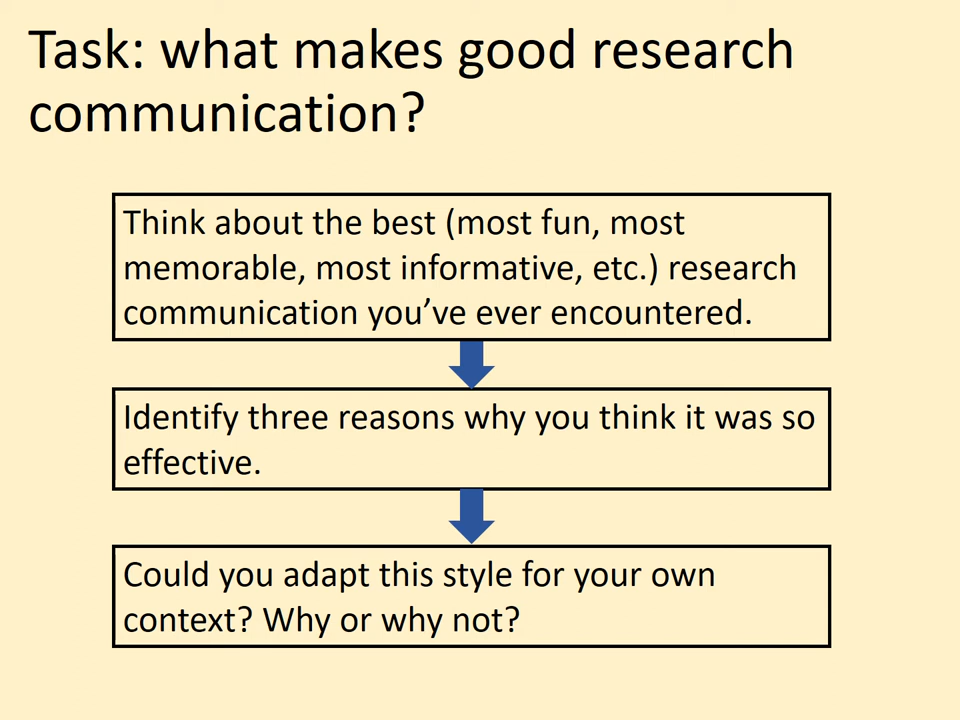 Task: what makes good research
communication?
Think about the best (most fun, most
memorable, most informative, etc.) research
communication you’ve ever encountered.
Identify three reasons why you think it was so
effective.
Could you adapt this style for your own
context? Why or why not?